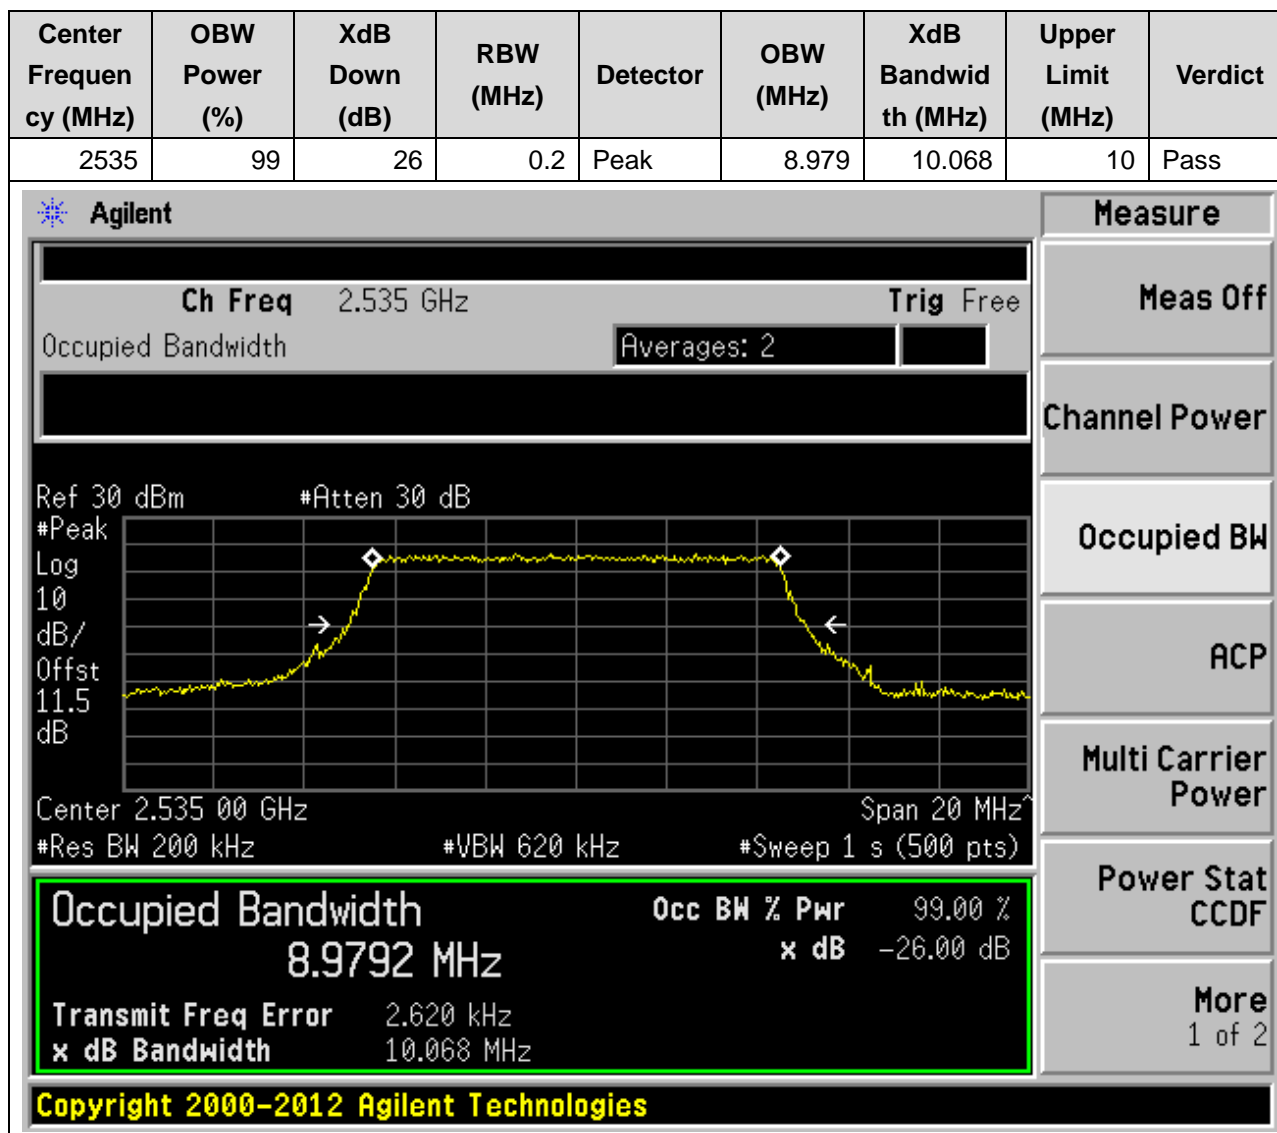 Center Frequen cy (MHz)
OBW Power (%)
XdB Down (dB)
RBW (MHz)
Detector
OBW (MHz)
XdB Bandwid th (MHz)
Upper Limit (MHz)
Verdict
2535 99 26 0.2 Peak 8.979 10.068 10 Pass
Agilent
Measure
Ch Freq 2.535 GHz Trig Free
Occupied Bandwidth Averages: 2
Meas Off
Channel Power
Occupied BW
ACP
Multi Carrier
Power
Power Stat
CCDF
More
1 of 2
Ref 30 dBm #Atten 30 dB
#Peak
Log
10
dB/
Offst
11.5
dB
Center 2.535 00 GHz Span 20 MHz^
#Res BW 200 kHz #VBW 620 kHz #Sweep 1 s (500 pts)
Occupied Bandwidth
8.9792 MHz
Occ BW % Pwr 99.00 %
x dB -26.00 dB
Transmit Freq Error 2.620 kHz
x dB Bandwidth 10.068 MHz
Copyright 2000-2012 Agilent Technologies